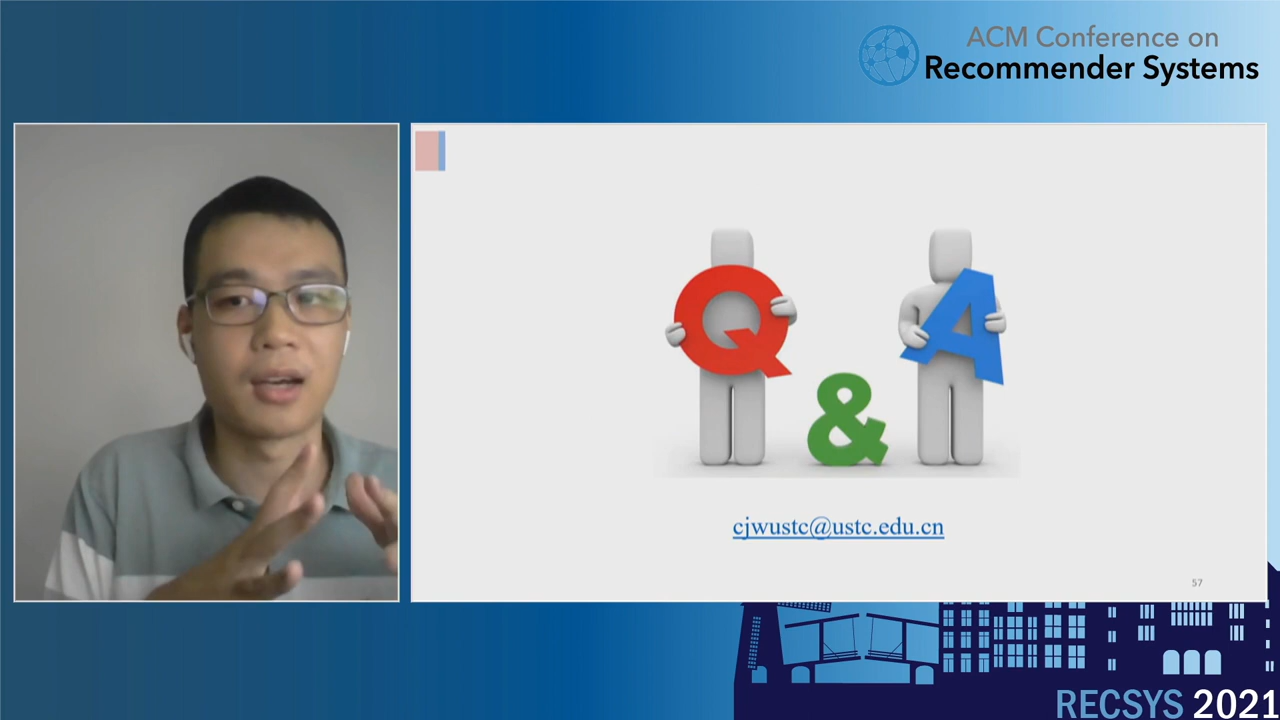 ACM Conference on
Recommender Systems
Q & A
cjwustc@ustc.edu.cn
57
RECSYS 2021